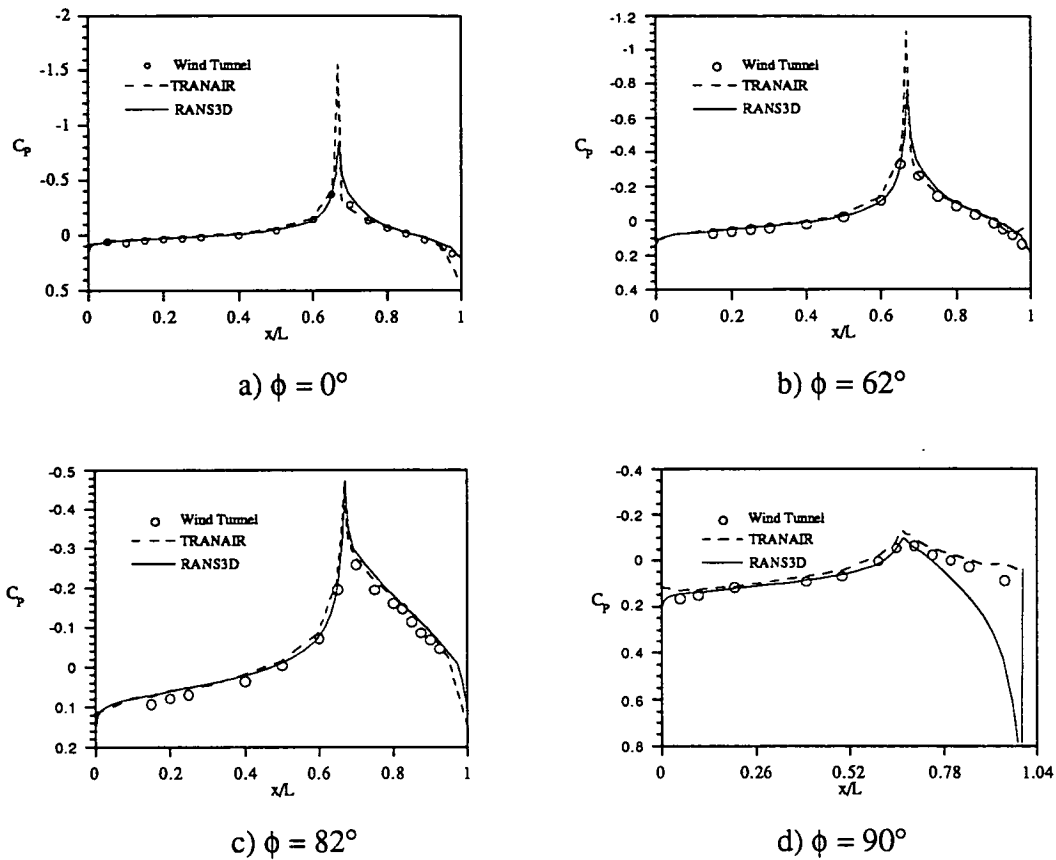 -2
-1.5
-1
-0.5
0
0.5
C_P
Wind Tunnel
TRANAIR
RANS3D
0 0.2 0.4 0.6 0.8 1
x/L
a) ϕ = 0°
-1.2
-1
-0.8
-0.6
-0.4
-0.2
0
0.2
0.4
C_P
Wind Tunnel
TRANAIR
RANS3D
0 0.2 0.4 0.6 0.8 1
x/L
b) ϕ = 62°
-0.5
-0.4
-0.3
-0.2
-0.1
0
0.1
0.2
C_P
Wind Tunnel
TRANAIR
RANS3D
0 0.2 0.4 0.6 0.8 1
x/L
c) ϕ = 82°
-0.4
-0.2
0
0.2
0.4
0.6
0.8
C_P
Wind Tunnel
TRANAIR
RANS3D
0 0.26 0.52 0.78 1.04
x/L
d) ϕ = 90°